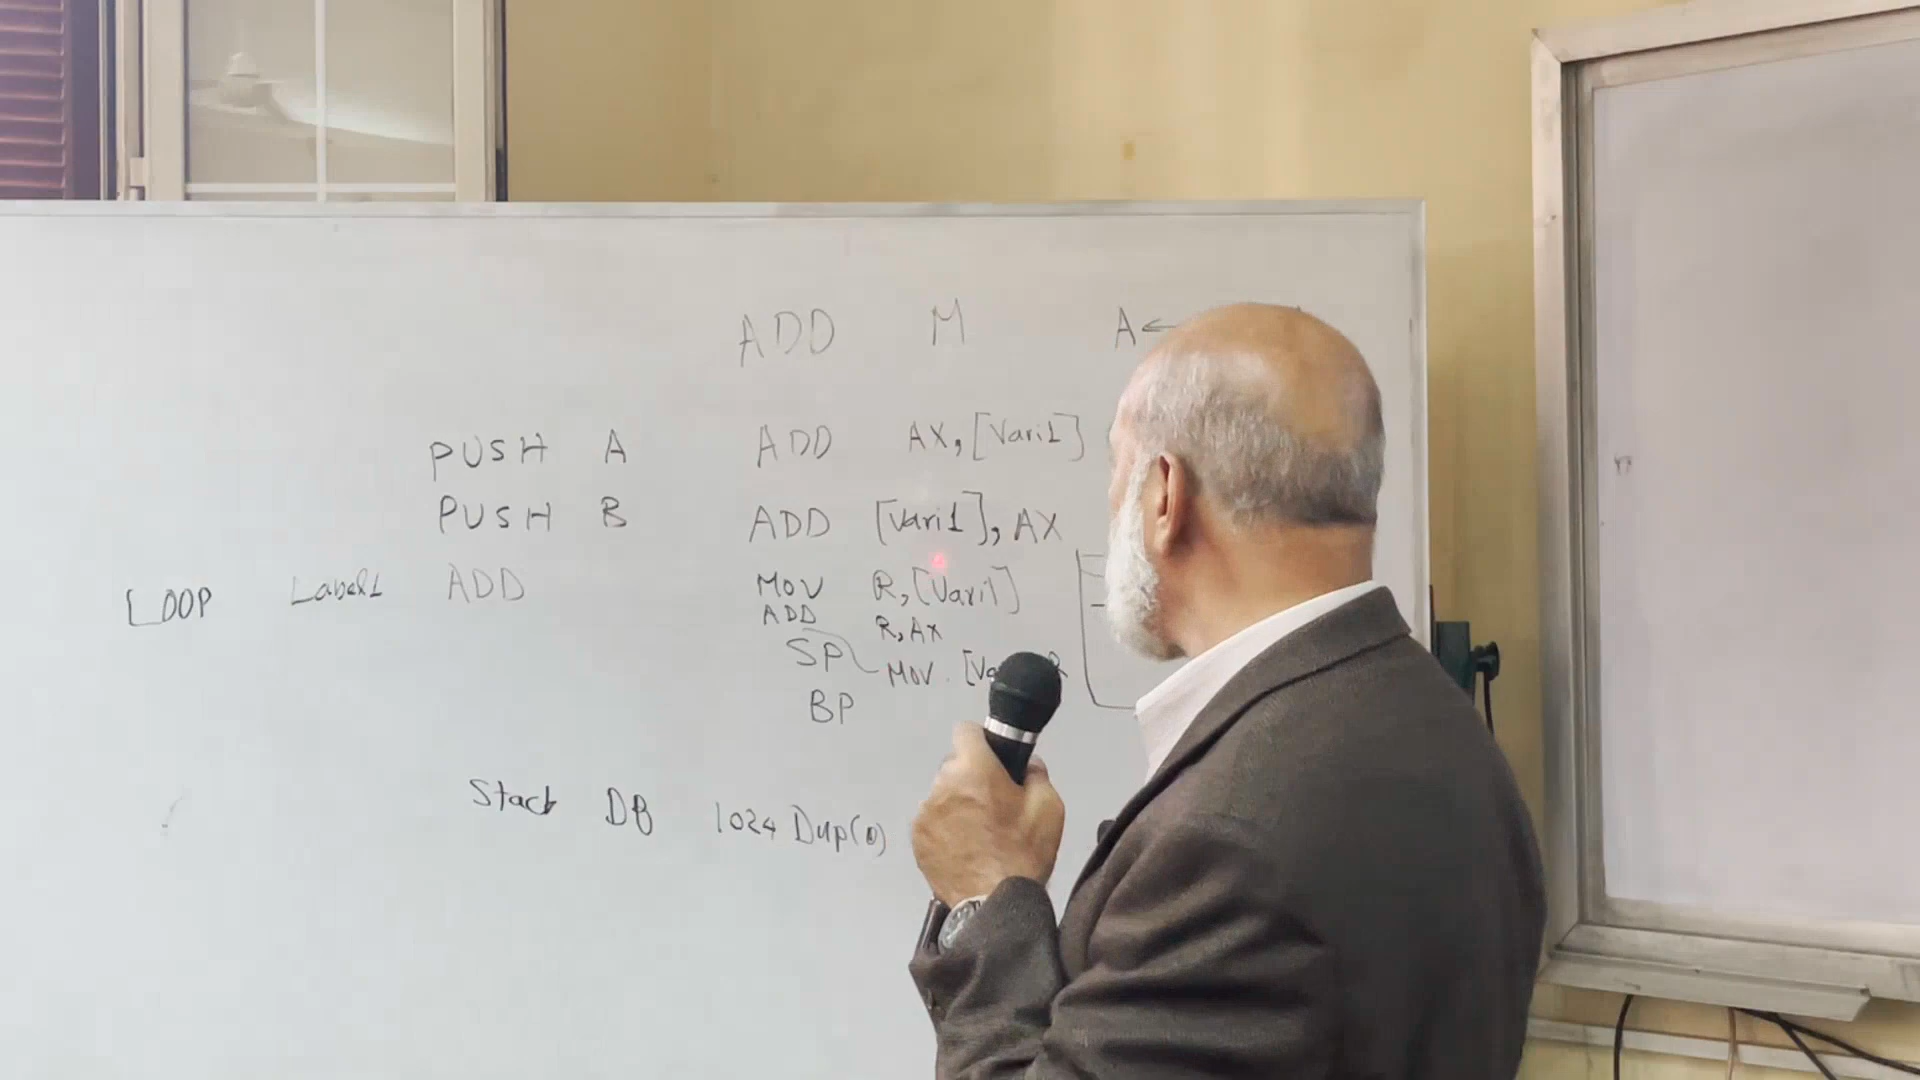 ADD M A←
PUSH A ADD AX, [Vari1]
PUSH B ADD [Vari1], AX
LOOP Label1 ADD MOV R, [Vari1]
ADD R, AX
SP MOV
BP
Stack DB 1024 Dup(0)